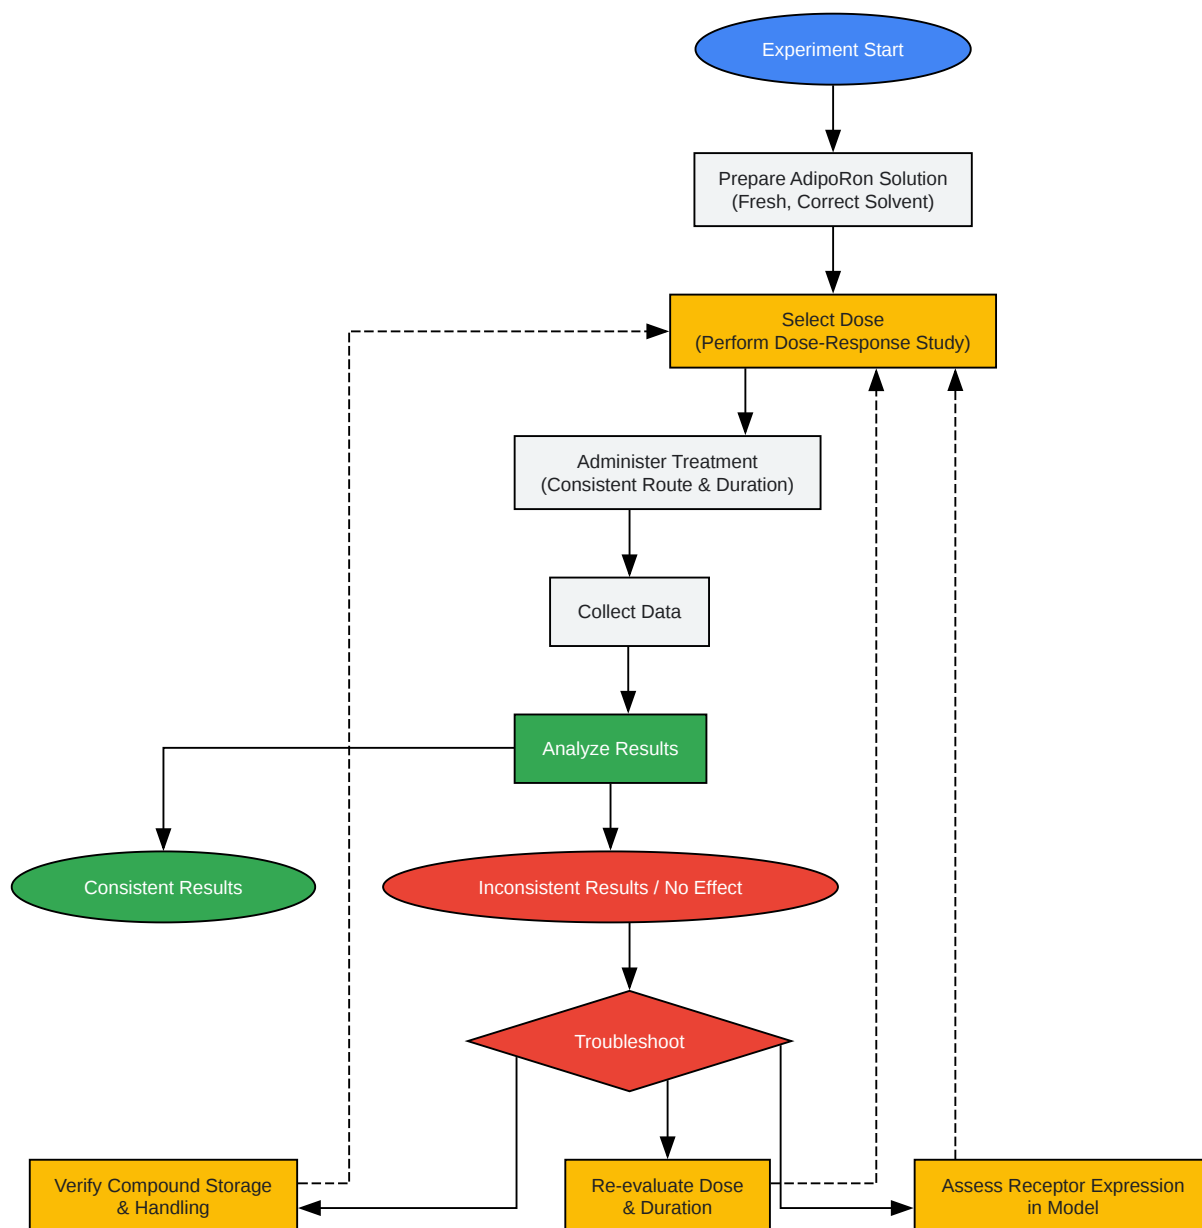 Experiment Start
Prepare AdipoRon Solution
(Fresh, Correct Solvent)
Select Dose
(Perform Dose-Response Study)
Administer Treatment
(Consistent Route & Duration)
Collect Data
Analyze Results
Consistent Results
Inconsistent Results / No Effect
Troubleshoot
Verify Compound Storage
& Handling
Re-evaluate Dose
& Duration
Assess Receptor Expression
in Model